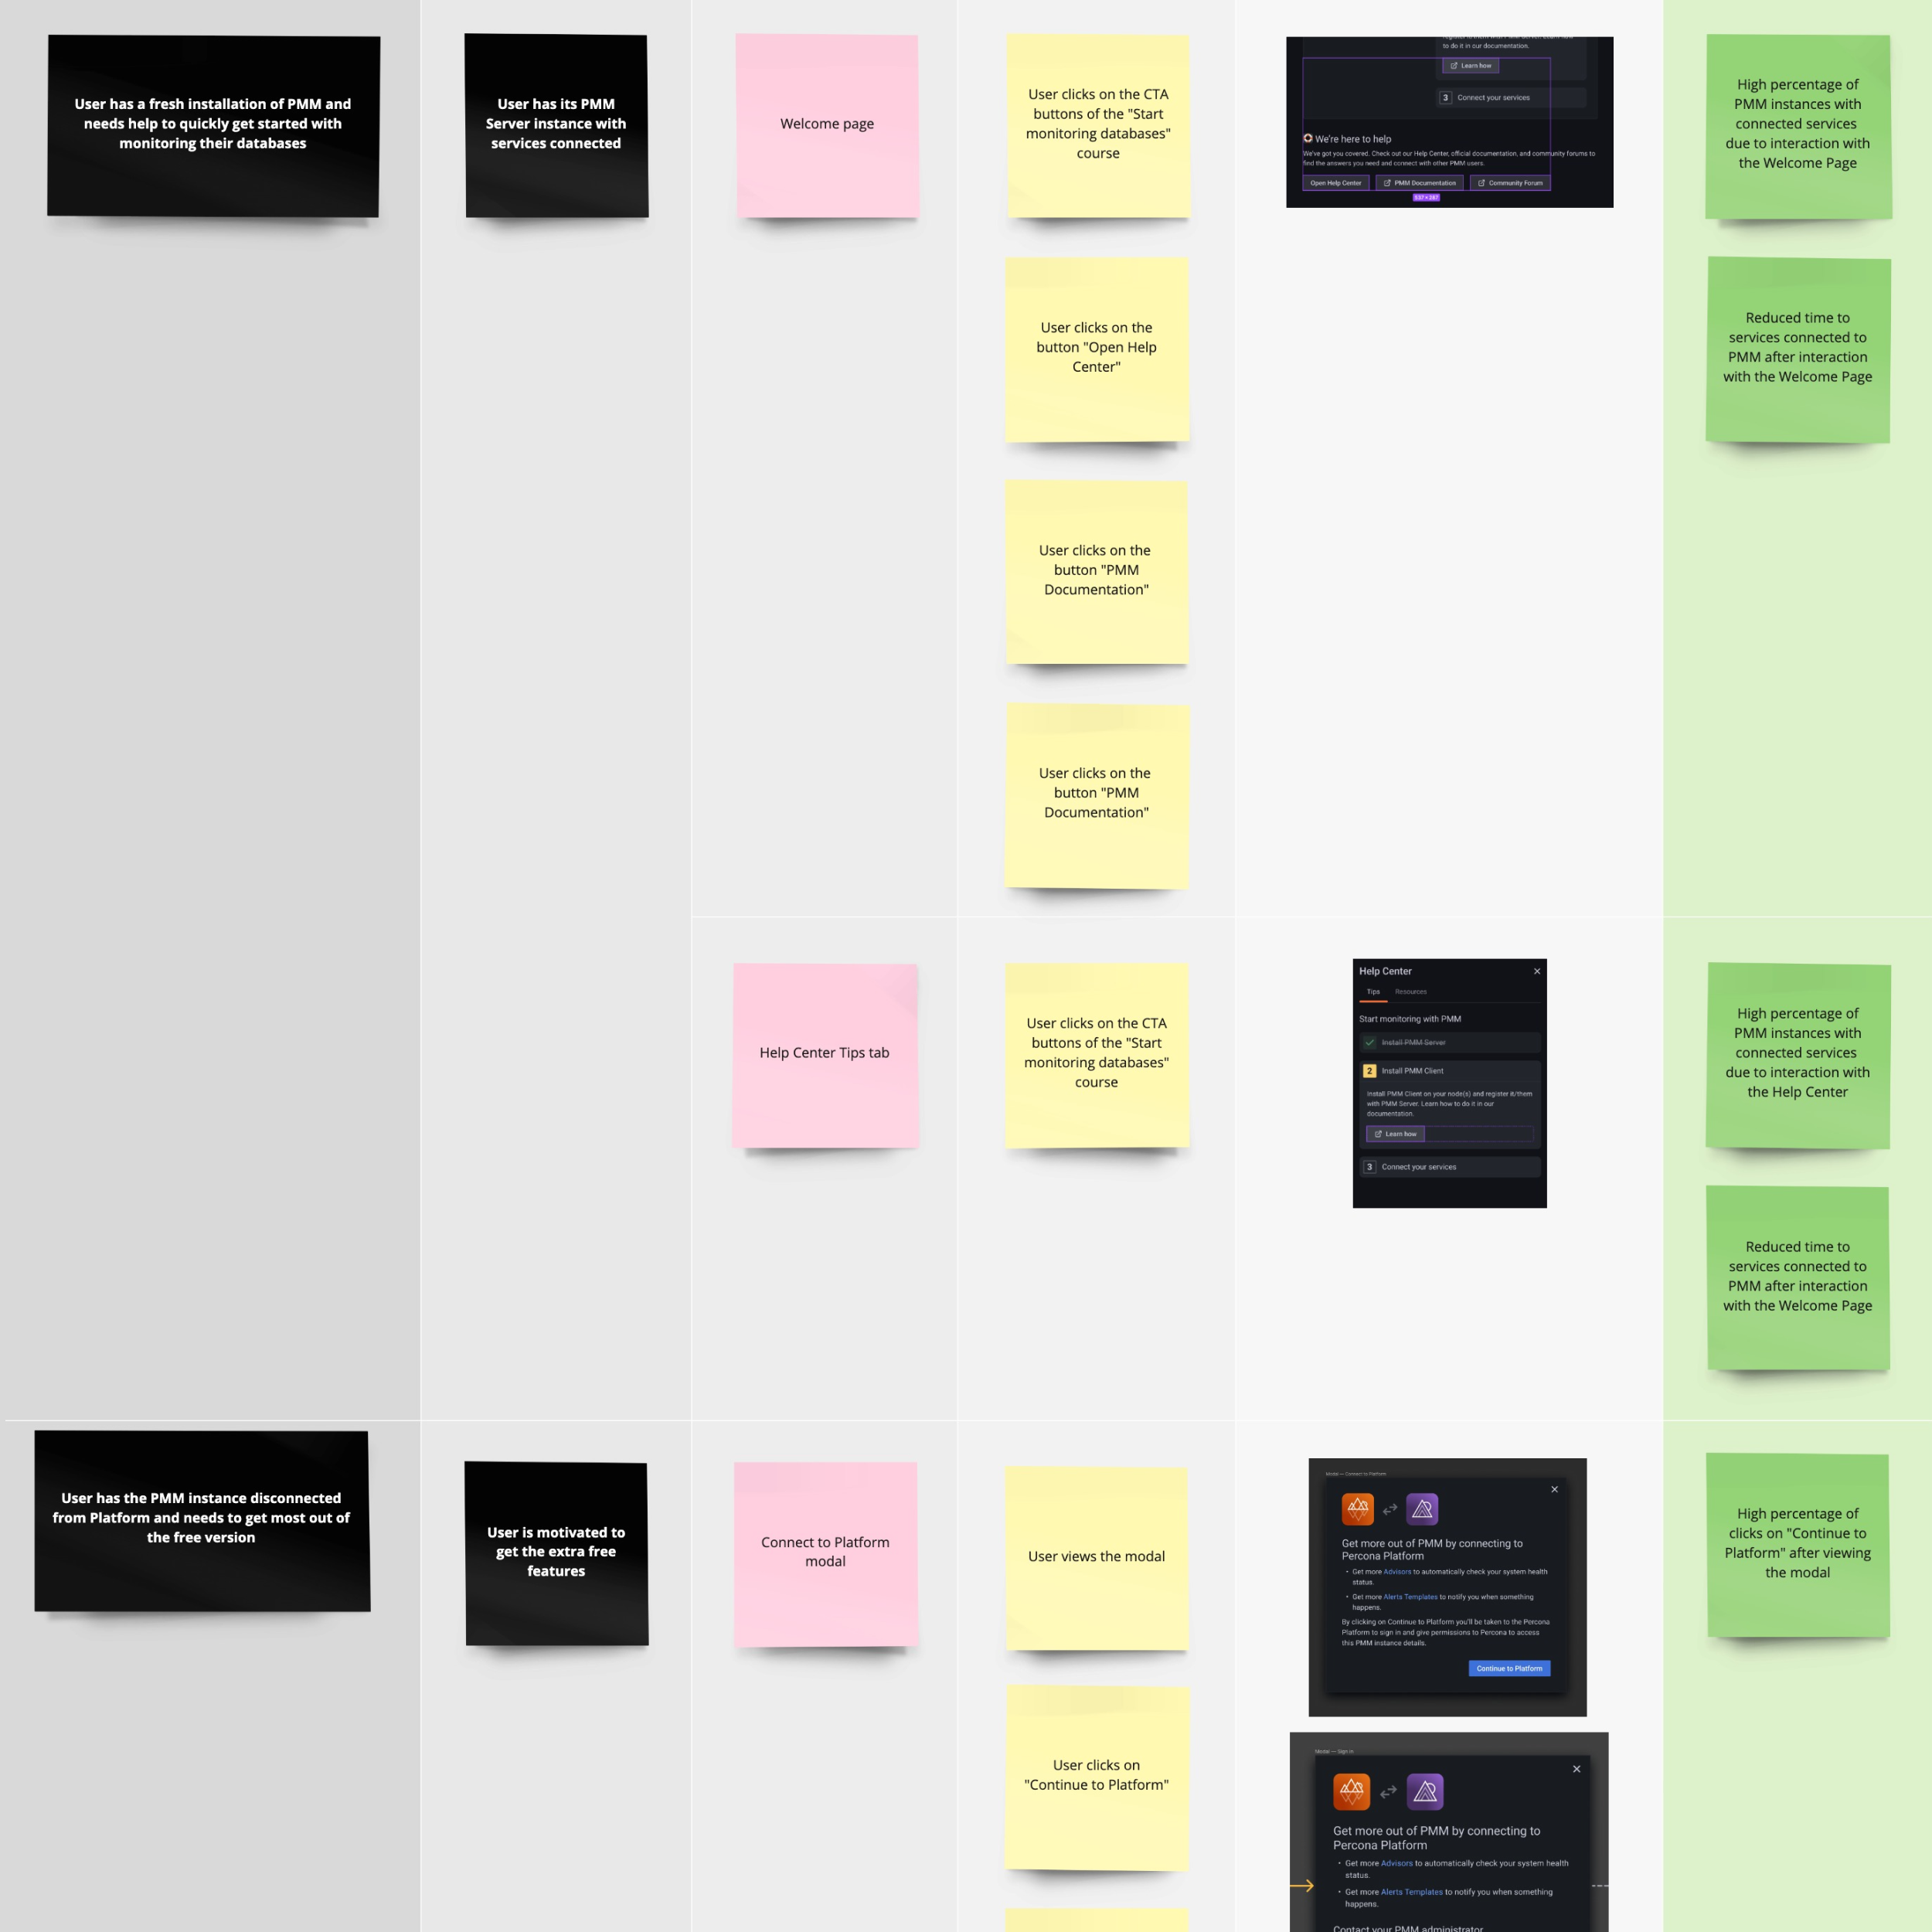 User has a fresh installation of PMM and
needs help to quickly get started with
monitoring their databases
User has its PMM
Server instance with
services connected
Welcome page
User clicks on the CTA
buttons of the "Start
monitoring databases"
course
to do it in our documentation.
Learn how
3 Connect your services
We're here to help
We've got you covered. Check out our Help Center, official documentation, and community forums to
find the answers you need and connect with other PMM users.
Open Help Center
PMM Documentation
Community Forum
High percentage of
PMM instances with
connected services
due to interaction with
the Welcome Page
User clicks on the
button "Open Help
Center"
Reduced time to
services connected to
PMM after interaction
with the Welcome Page
User clicks on the
button "PMM
Documentation"
User clicks on the
button "PMM
Documentation"
Help Center Tips tab
User clicks on the CTA
buttons of the "Start
monitoring databases"
course
Help Center
Tips Resources
Start monitoring with PMM
Install PMM Server
2 Install PMM Client
Install PMM Client on your node(s) and register it/them
with PMM Server. Learn how to do it in our
documentation.
Learn how
3 Connect your services
High percentage of
PMM instances with
connected services
due to interaction with
the Help Center
Reduced time to
services connected to
PMM after interaction
with the Welcome Page
User has the PMM instance disconnected
from Platform and needs to get most out of
the free version
User is motivated to
get the extra free
features
Connect to Platform
modal
User views the modal
Modal — Connect to Platform
Get more out of PMM by connecting to
Percona Platform
• Get more Advisors to automatically check your system health
status.
• Get more Alerts Templates to notify you when something
happens.
By clicking on Continue to Platform you'll be taken to the Percona
Platform to sign in and give permissions to Percona to access
this PMM instance details.
Continue to Platform
High percentage of
clicks on "Continue to
Platform" after viewing
the modal
User clicks on
"Continue to Platform"
Modal — Sign in
Get more out of PMM by connecting to
Percona Platform
• Get more Advisors to automatically check your system health
status.
• Get more Alerts Templates to notify you when something
happens.
Contact your PMM administrator